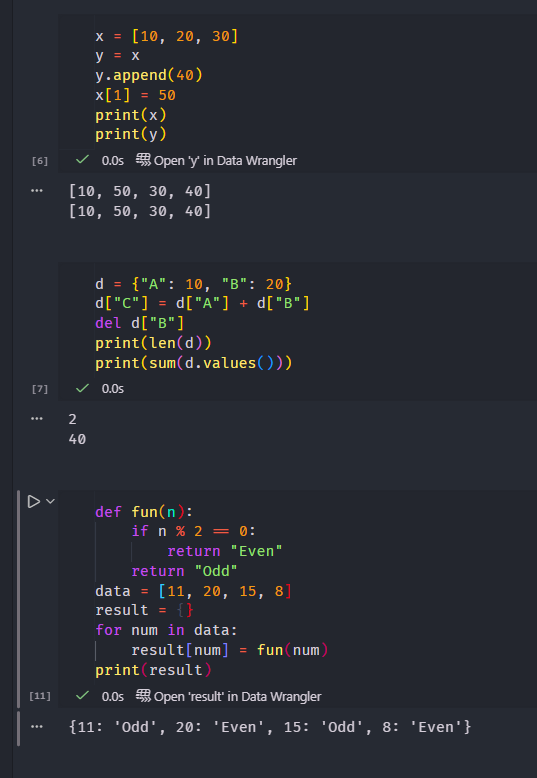 x = [10, 20, 30]
y = x
y.append(40)
x[1] = 50
print(x)
print(y)
[6] 0.0s Open 'y' in Data Wrangler
... [10, 50, 30, 40]
[10, 50, 30, 40]
d = {"A": 10, "B": 20}
d["C"] = d["A"] + d["B"]
del d["B"]
print(len(d))
print(sum(d.values()))
[7] 0.0s
... 2
40
def fun(n):
    if n % 2 == 0:
        return "Even"
    return "Odd"
data = [11, 20, 15, 8]
result = {}
for num in data:
    result[num] = fun(num)
print(result)
[11] 0.0s Open 'result' in Data Wrangler
... {11: 'Odd', 20: 'Even', 15: 'Odd', 8: 'Even'}